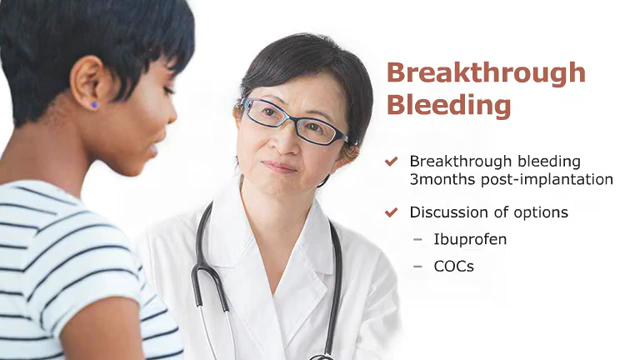 Breakthrough
Bleeding
Breakthrough bleeding
3months post-implantation
Discussion of options
– Ibuprofen
– COCs